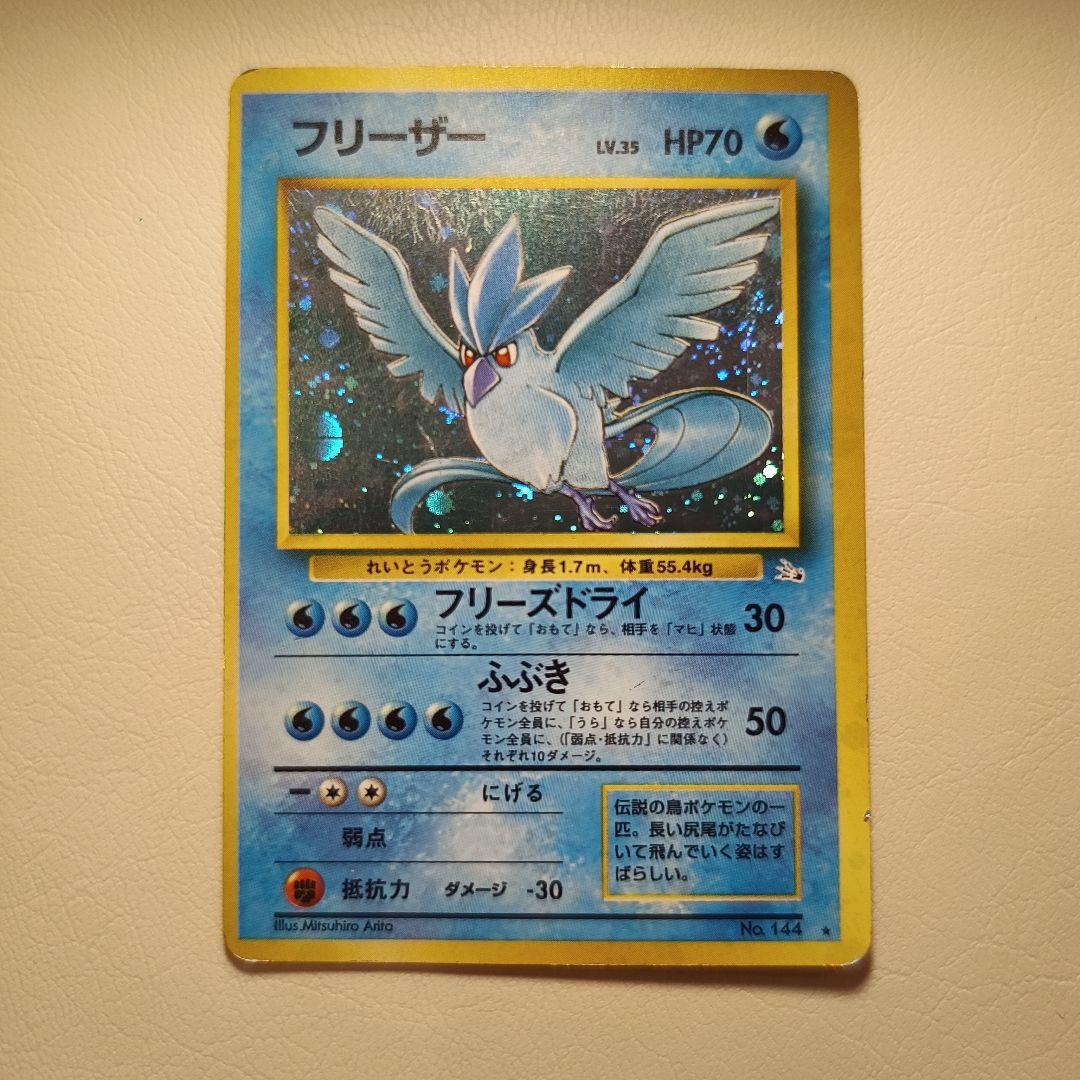 フリーザー LV.35 HP70
れいとうポケモン：身長1.7m、体重55.4kg
フリーズドライ 30
コインを投げて「おもて」なら、相手を「マヒ」状態
にする。
ふぶき
コインを投げて「おもて」なら相手の控えポ
ケモン全員に、「うら」なら自分の控えポケ
モン全員に、（「弱点・抵抗力」に関係なく）
それぞれ10ダメージ。
50
にげる
弱点
抵抗力 ダメージ -30
伝説の鳥ポケモンの一
匹。長い尻尾がたなび
いて飛んでいく姿はす
ばらしい。
Illus.Mitsuhiro Arita
No. 144 ★